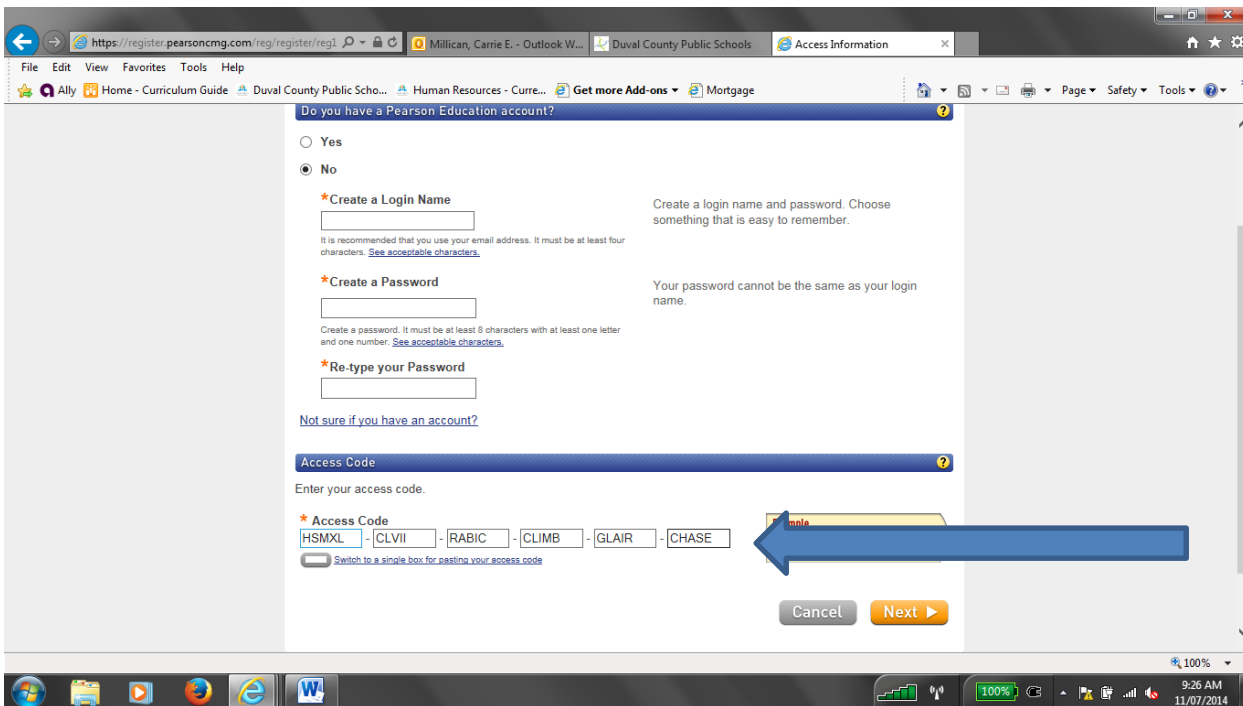 https://register.pearsoncmg.com/reg/register/reg1
Millican, Carrie E. - Outlook W...
Duval County Public Schools
Access Information
File Edit View Favorites Tools Help
Ally
Home - Curriculum Guide
Duval County Public Scho...
Human Resources - Curre...
Get more Add-ons
Mortgage
Page Safety Tools
Do you have a Pearson Education account? ?
Yes
No
*Create a Login Name
Create a login name and password. Choose
something that is easy to remember.
It is recommended that you use your email address. It must be at least four
characters. See acceptable characters.
*Create a Password
Your password cannot be the same as your login
name.
Create a password. It must be at least 8 characters with at least one letter
and one number. See acceptable characters.
*Re-type your Password
Not sure if you have an account?
Access Code ?
Enter your access code.
* Access Code
HSMXL - CLVII - RABIC - CLIMB - GLAIR - CHASE
Switch to a single box for pasting your access code
Cancel Next
100%
100%
9:26 AM
11/07/2014